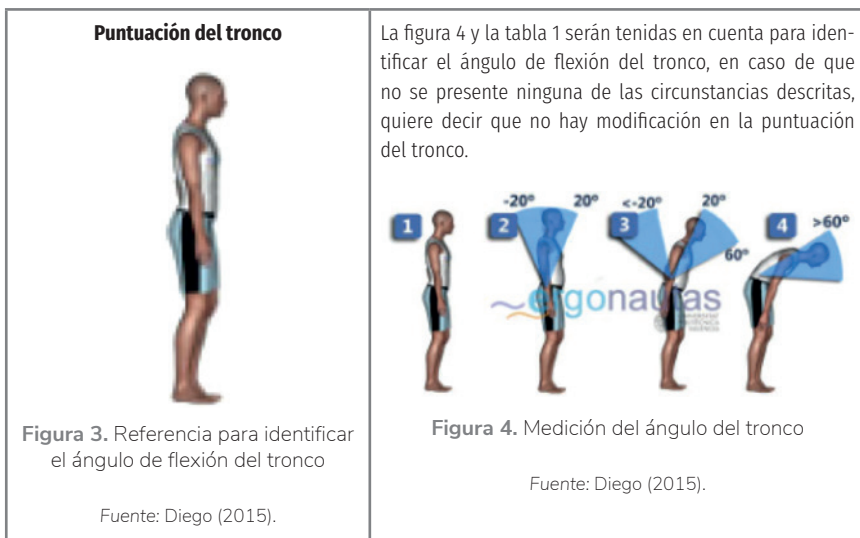 Puntuación del tronco
Figura 3. Referencia para identificar
el ángulo de flexión del tronco
Fuente: Diego (2015).
La figura 4 y la tabla 1 serán tenidas en cuenta para iden-
tificar el ángulo de flexión del tronco, en caso de que
no se presente ninguna de las circunstancias descritas,
quiere decir que no hay modificación en la puntuación
del tronco.
1
-20º 20º
2
<-20º 20º
3
60º
4
>60º
ergonautas
Figura 4. Medición del ángulo del tronco
Fuente: Diego (2015).